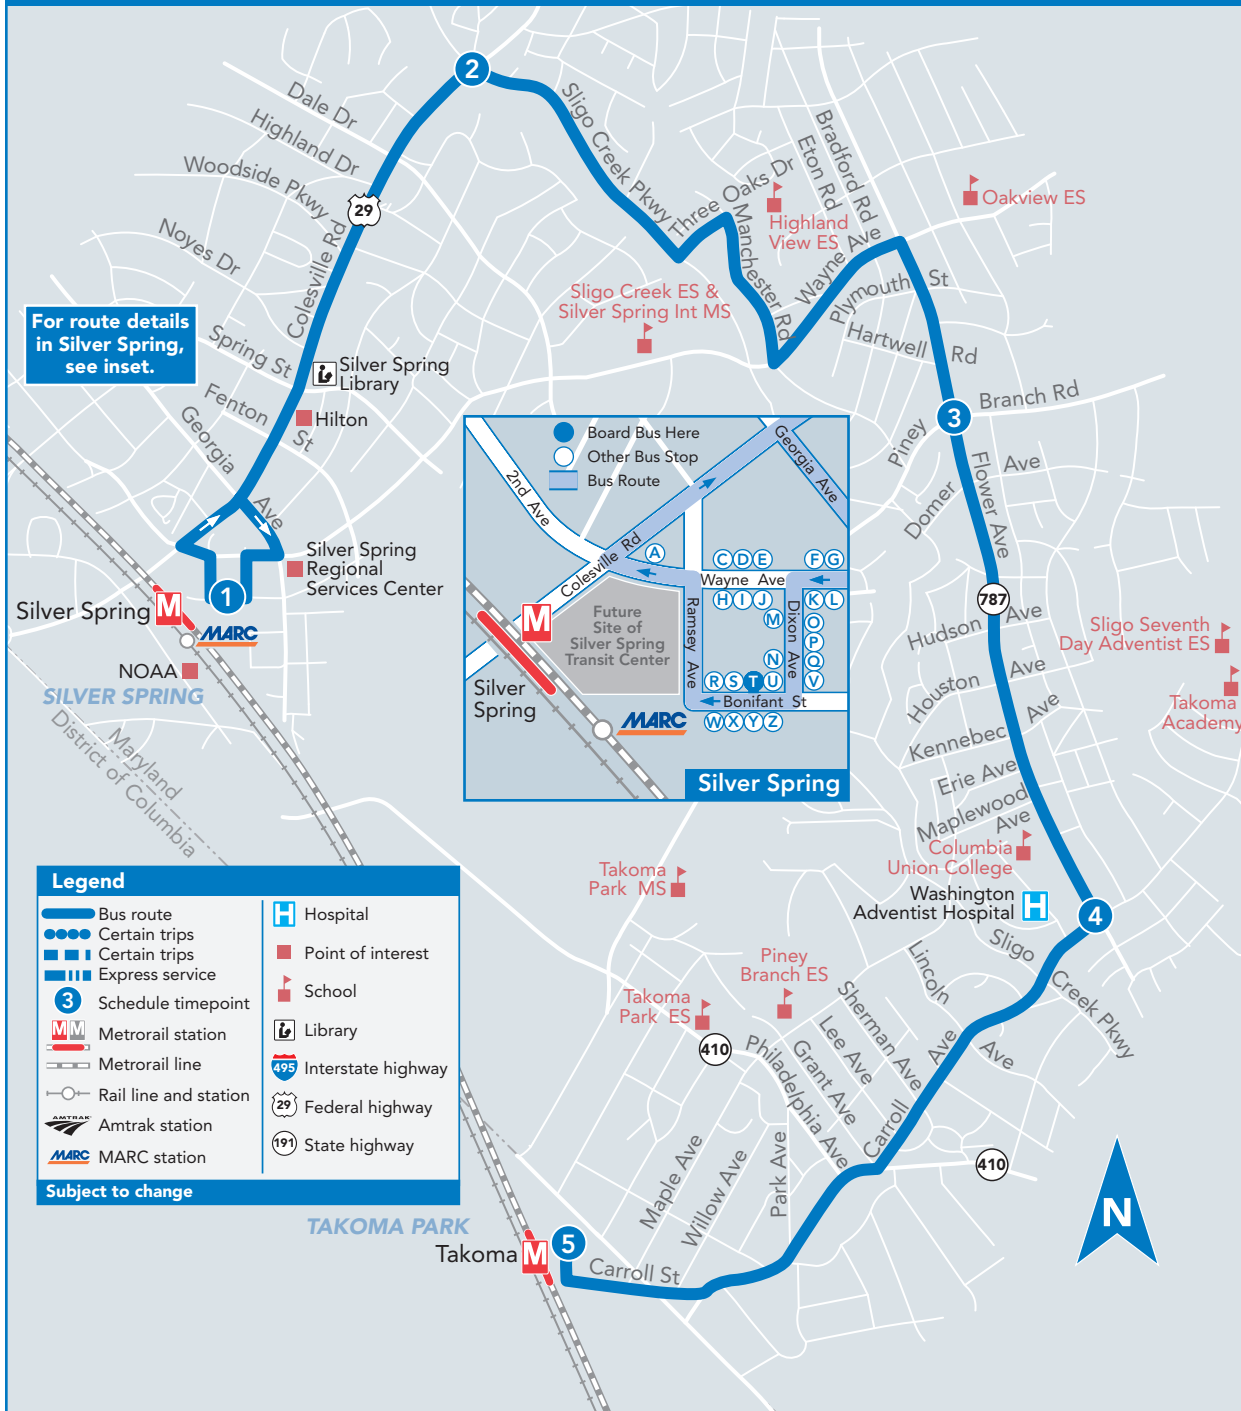 2
Dale Dr
Highland Dr
Woodside Pkwy
Noyes Dr
Colesville Rd
29
Sligo Creek Pkwy
Three Oaks Dr
Manchester Rd
Bradford Rd
Eton Rd
Wayne Ave
Plymouth St
Hartwell Rd
Oakview ES
Highland
View ES
Sligo Creek ES &
Silver Spring Int MS
For route details
in Silver Spring,
see inset.
Spring St
Silver Spring
Library
Fenton St
Hilton
Georgia Ave
Silver Spring
Regional
Services Center
1
Silver Spring
M
MARC
NOAA
SILVER SPRING
Maryland
District of Columbia
3
Branch Rd
Piney
Domer Ave
Flower Ave
787
Hudson Ave
Houston Ave
Kennebec Ave
Erie Ave
Maplewood
Ave
Sligo Seventh
Day Adventist ES
Takoma
Academy
Columbia
Union College
Washington
Adventist Hospital
H
4
Board Bus Here
Other Bus Stop
Bus Route
2nd Ave
Georgia Ave
Colesville Rd
A
C D E
F G
Wayne Ave
H I J
K L
M
O
P
N
Q
R S T U
V
Ramsey Ave
Dixon Ave
Bonifant St
W X Y Z
Future
Site of
Silver Spring
Transit Center
M
Silver
Spring
MARC
Silver Spring
Legend
Bus route
Certain trips
Certain trips
Express service
3 Schedule timepoint
M M Metrorail station
Metrorail line
Rail line and station
AMTRAK Amtrak station
MARC MARC station
H Hospital
Point of interest
School
Library
495 Interstate highway
29 Federal highway
191 State highway
Subject to change
Takoma
Park MS
Piney
Branch ES
Takoma
Park ES
410
Philadelphia Ave
Grant Ave
Lee Ave
Sherman Ave
Lincoln Ave
Sligo Creek Pkwy
Carroll Ave
410
Maple Ave
Willow Ave
Park Ave
TAKOMA PARK
Takoma
M
5
Carroll St
N